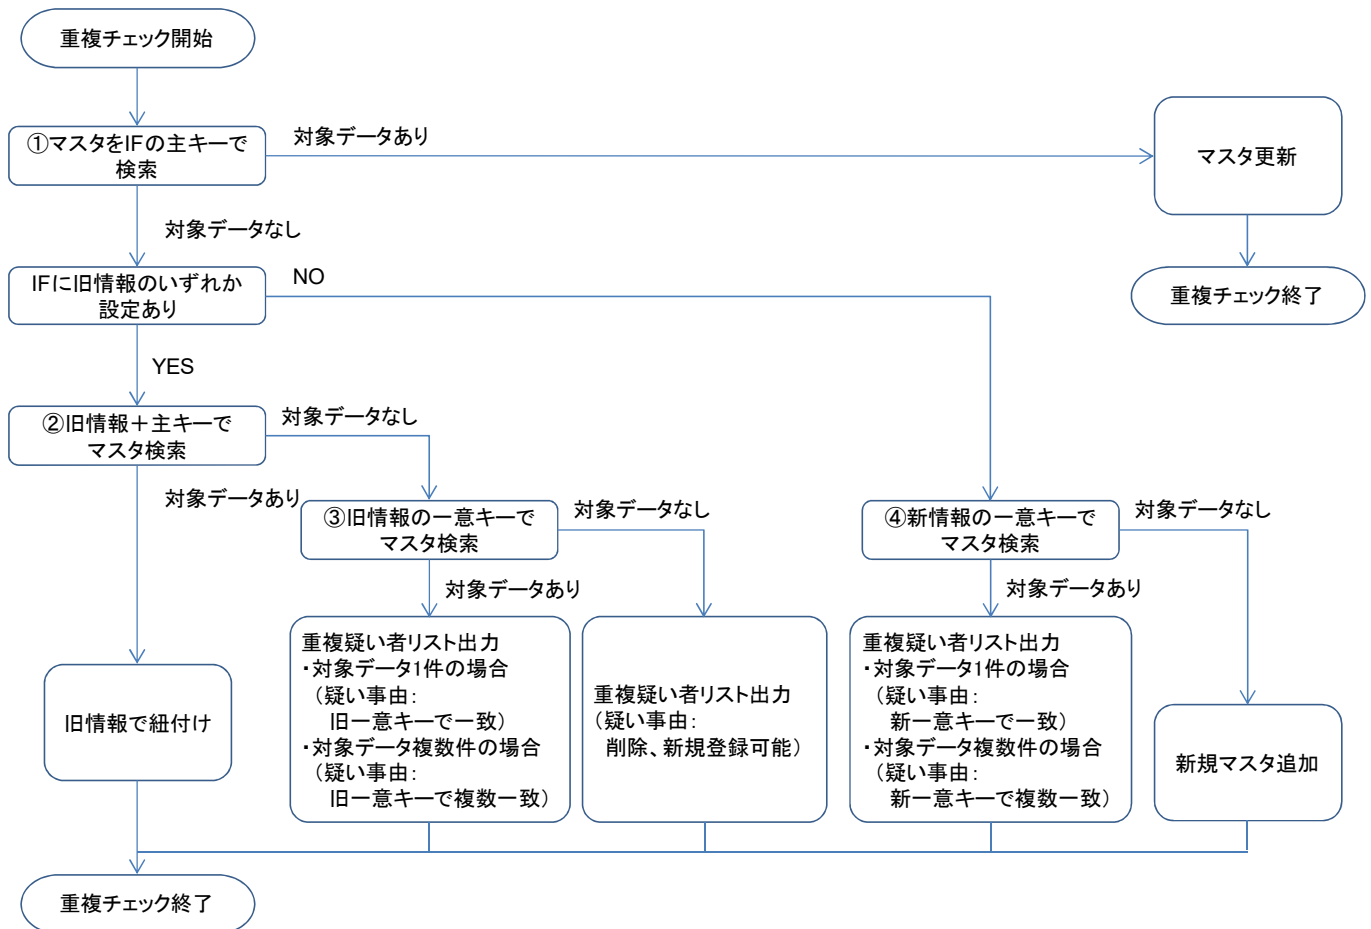 重複チェック開始
①マスタをIFの主キーで
検索
対象データあり
マスタ更新
対象データなし
IFに旧情報のいずれか
設定あり
NO
重複チェック終了
YES
②旧情報＋主キーで
マスタ検索
対象データなし
対象データあり
③旧情報の一意キーで
マスタ検索
対象データなし
④新情報の一意キーで
マスタ検索
対象データなし
対象データあり
対象データあり
旧情報で紐付け
重複疑い者リスト出力
・対象データ1件の場合
（疑い事由：
旧一意キーで一致）
・対象データ複数件の場合
（疑い事由：
旧一意キーで複数一致）
重複疑い者リスト出力
（疑い事由：
削除、新規登録可能）
重複疑い者リスト出力
・対象データ1件の場合
（疑い事由：
新一意キーで一致）
・対象データ複数件の場合
（疑い事由：
新一意キーで複数一致）
新規マスタ追加
重複チェック終了